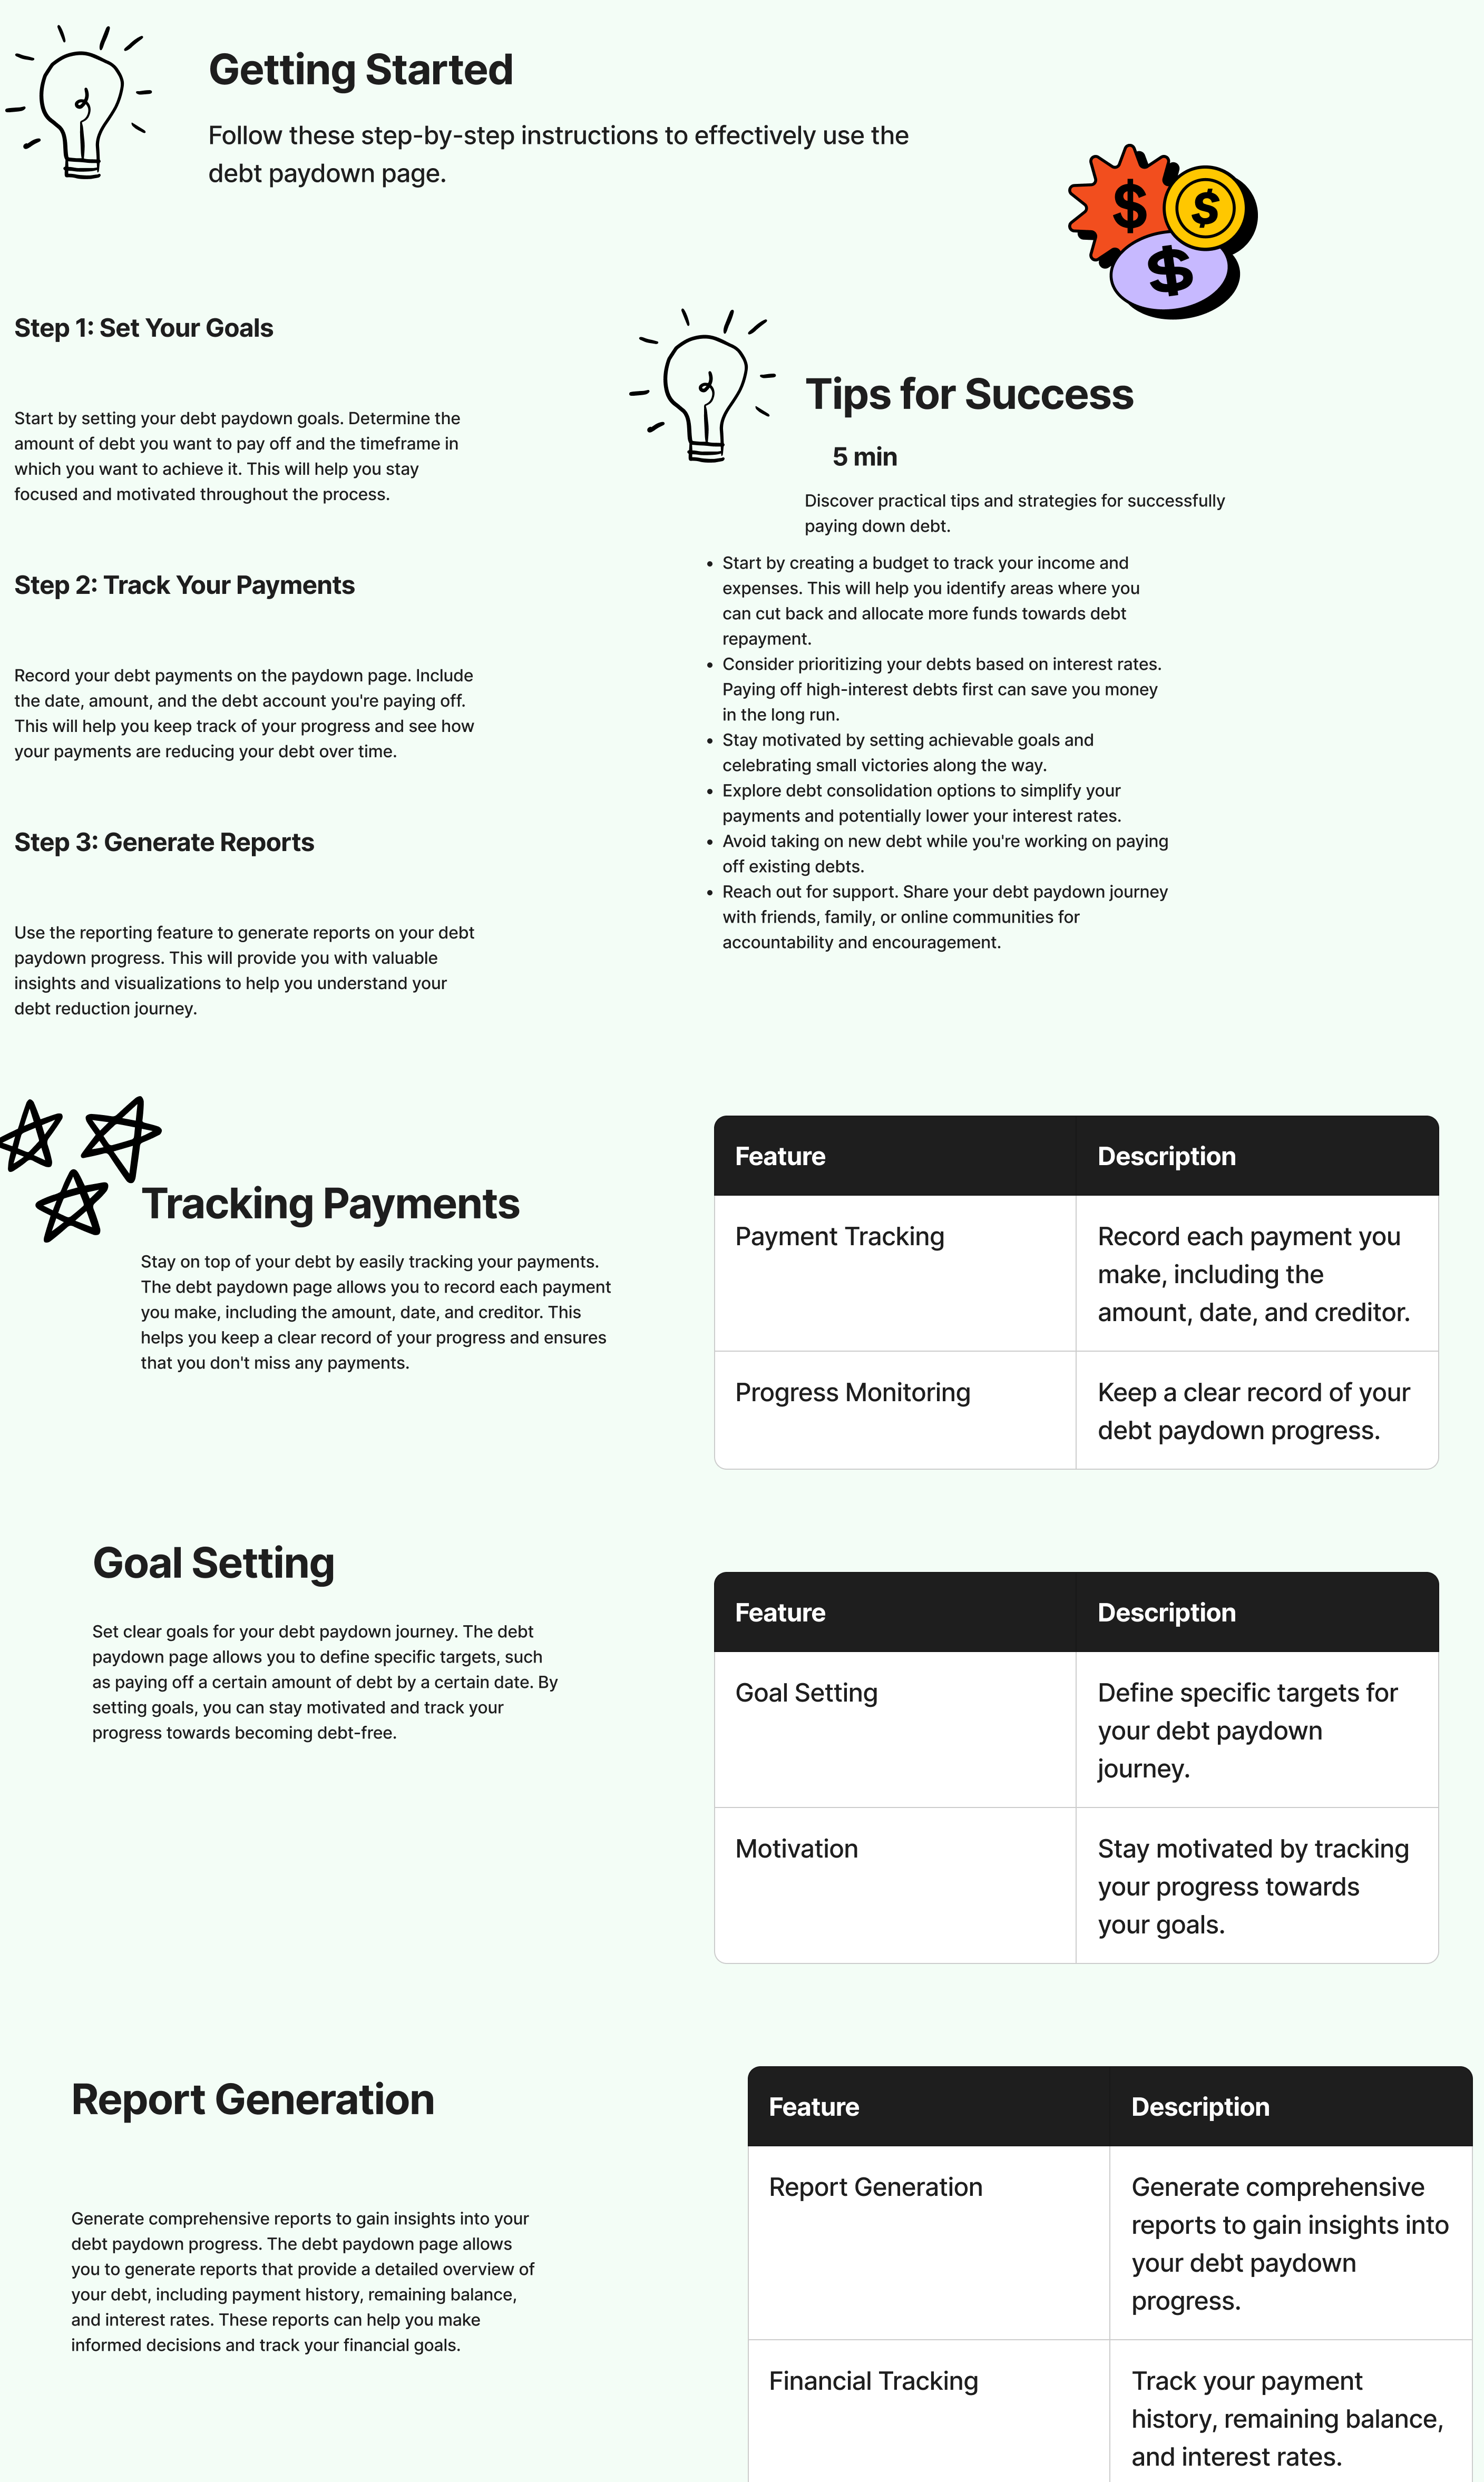 Getting Started
Follow these step-by-step instructions to effectively use the
debt paydown page.
$
$
$
Step 1: Set Your Goals
Start by setting your debt paydown goals. Determine the
amount of debt you want to pay off and the timeframe in
which you want to achieve it. This will help you stay
focused and motivated throughout the process.
Step 2: Track Your Payments
Record your debt payments on the paydown page. Include
the date, amount, and the debt account you're paying off.
This will help you keep track of your progress and see how
your payments are reducing your debt over time.
Step 3: Generate Reports
Use the reporting feature to generate reports on your debt
paydown progress. This will provide you with valuable
insights and visualizations to help you understand your
debt reduction journey.
Tips for Success
5 min
Discover practical tips and strategies for successfully
paying down debt.
• Start by creating a budget to track your income and
expenses. This will help you identify areas where you
can cut back and allocate more funds towards debt
repayment.
• Consider prioritizing your debts based on interest rates.
Paying off high-interest debts first can save you money
in the long run.
• Stay motivated by setting achievable goals and
celebrating small victories along the way.
• Explore debt consolidation options to simplify your
payments and potentially lower your interest rates.
• Avoid taking on new debt while you're working on paying
off existing debts.
• Reach out for support. Share your debt paydown journey
with friends, family, or online communities for
accountability and encouragement.
Tracking Payments
Stay on top of your debt by easily tracking your payments.
The debt paydown page allows you to record each payment
you make, including the amount, date, and creditor. This
helps you keep a clear record of your progress and ensures
that you don't miss any payments.
Feature
Description
Payment Tracking
Record each payment you
make, including the
amount, date, and creditor.
Progress Monitoring
Keep a clear record of your
debt paydown progress.
Goal Setting
Set clear goals for your debt paydown journey. The debt
paydown page allows you to define specific targets, such
as paying off a certain amount of debt by a certain date. By
setting goals, you can stay motivated and track your
progress towards becoming debt-free.
Feature
Description
Goal Setting
Define specific targets for
your debt paydown
journey.
Motivation
Stay motivated by tracking
your progress towards
your goals.
Report Generation
Generate comprehensive reports to gain insights into your
debt paydown progress. The debt paydown page allows
you to generate reports that provide a detailed overview of
your debt, including payment history, remaining balance,
and interest rates. These reports can help you make
informed decisions and track your financial goals.
Feature
Description
Report Generation
Generate comprehensive
reports to gain insights into
your debt paydown
progress.
Financial Tracking
Track your payment
history, remaining balance,
and interest rates.